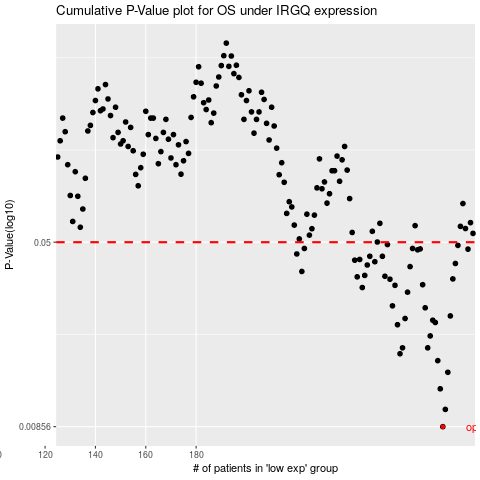 Cumulative P-Value plot for OS under IRGQ expression
P-Value(log10)
0.05
0.00856
op
0
120
140
160
180
# of patients in 'low exp' group